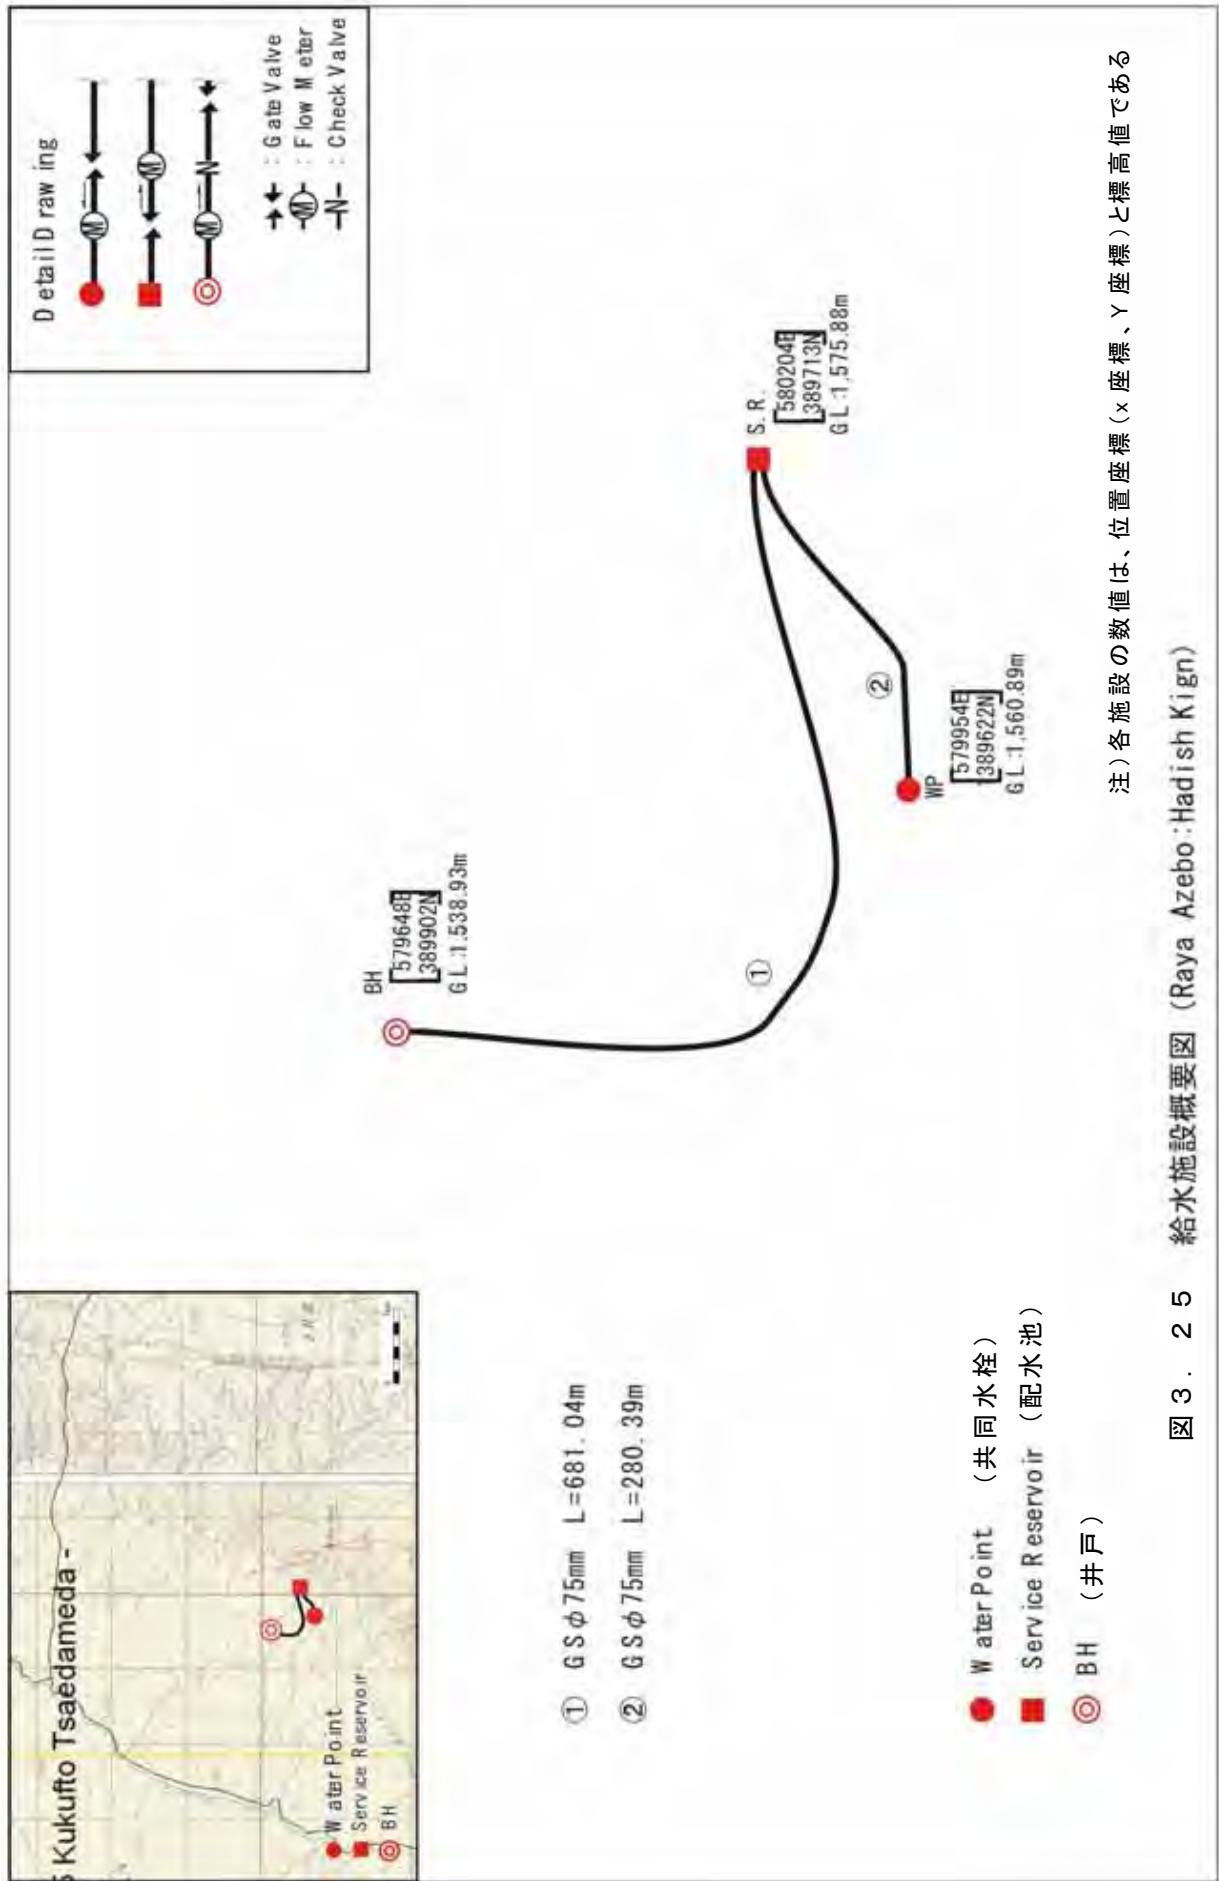 Kukufto Tsaedameda -
Water Point
Service Reservoir
BH
Detail Drawing
M
M
M
N
: Gate Valve
M : Flow Meter
N : Check Valve
BH
579648E
389902N
GL:1,538.93m
S.R.
580204E
389713N
GL:1,575.88m
①
②
WP
579954E
389622N
GL:1,560.89m
① GSφ75mm L=681.04m
② GSφ75mm L=280.39m
Water Point (共同水栓)
Service Reservoir (配水池)
BH (井戸)
注)各施設の数値は、位置座標(x座標、Y座標)と標高値である
図3.25 給水施設概要図 (Raya Azebo:Hadish Kign)